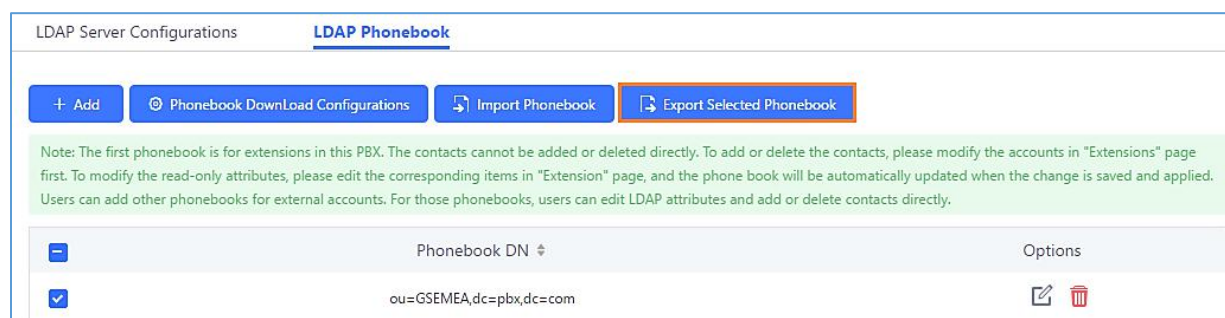 LDAP Server Configurations LDAP Phonebook
+ Add Phonebook DownLoad Configurations Import Phonebook Export Selected Phonebook
Note: The first phonebook is for extensions in this PBX. The contacts cannot be added or deleted directly. To add or delete the contacts, please modify the accounts in "Extensions" page
first. To modify the read-only attributes, please edit the corresponding items in "Extension" page, and the phone book will be automatically updated when the change is saved and applied.
Users can add other phonebooks for external accounts. For those phonebooks, users can edit LDAP attributes and add or delete contacts directly.
Phonebook DN Options
ou=GSEMEA,dc=pbx,dc=com